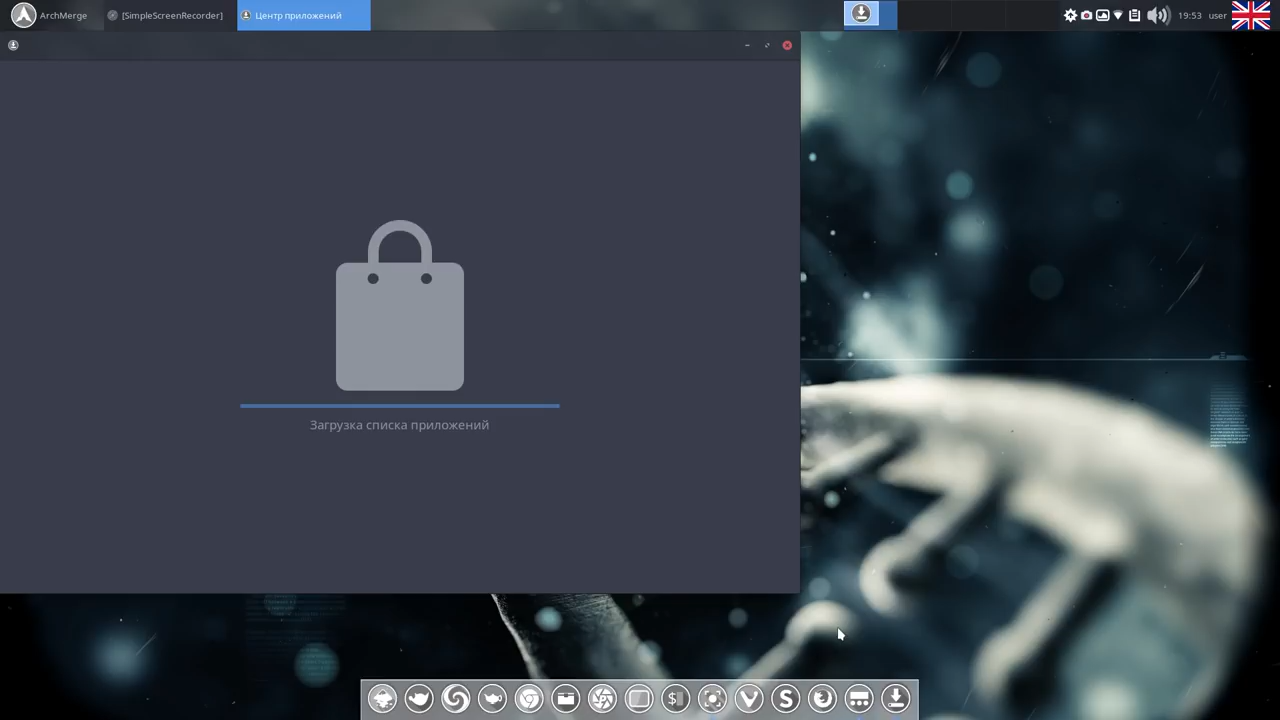 ArchMerge
[SimpleScreenRecorder]
Центр приложений
19:53
user
Загрузка списка приложений